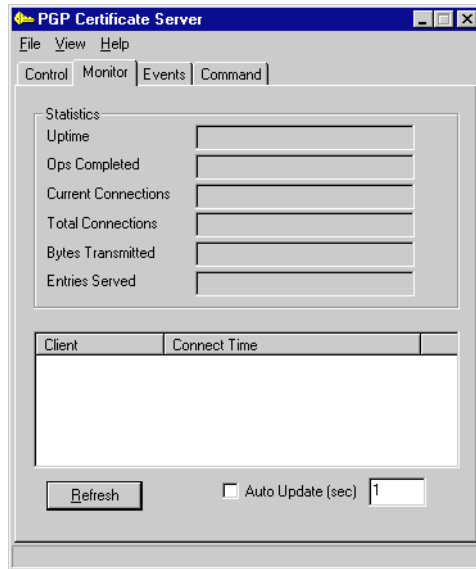 PGP Certificate Server
File View Help
Control Monitor Events Command
Statistics
Uptime
Ops Completed
Current Connections
Total Connections
Bytes Transmitted
Entries Served
Client Connect Time
Refresh Auto Update (sec) 1